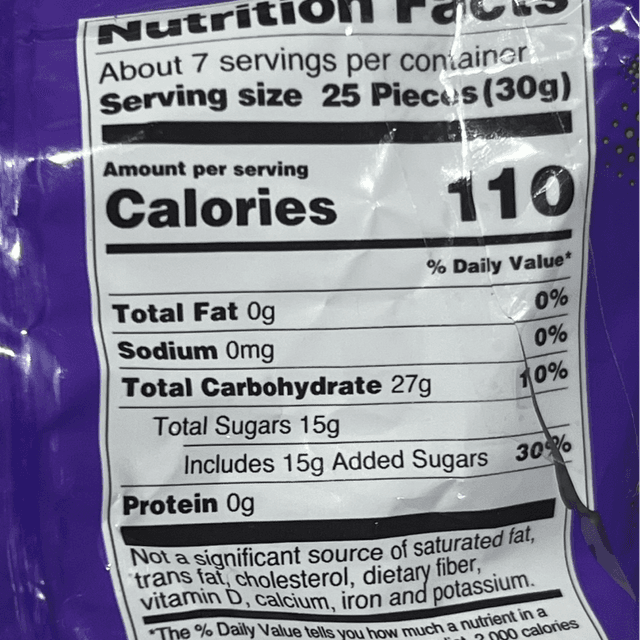 Nutrition Facts
About 7 servings per container
Serving size 25 Pieces (30g)
Amount per serving
Calories 110
% Daily Value*
Total Fat 0g 0%
Sodium 0mg 0%
Total Carbohydrate 27g 10%
Total Sugars 15g
Includes 15g Added Sugars 30%
Protein 0g
Not a significant source of saturated fat,
trans fat, cholesterol, dietary fiber,
vitamin D, calcium, iron and potassium.
*The % Daily Value tells you how much a nutrient in a
calories